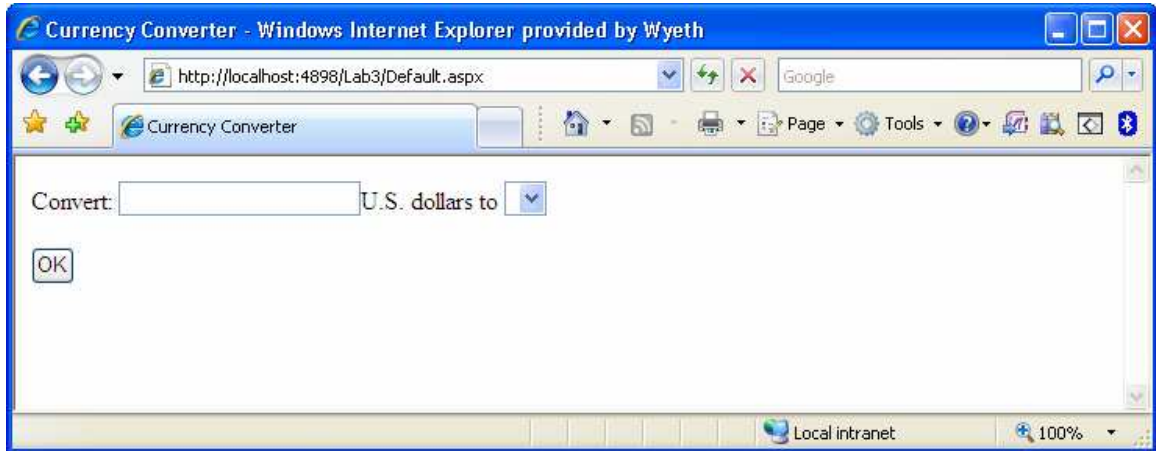 Currency Converter - Windows Internet Explorer provided by Wyeth
http://localhost:4898/Lab3/Default.aspx
Google
Currency Converter
Page
Tools
Convert:
U.S. dollars to
OK
Local intranet
100%